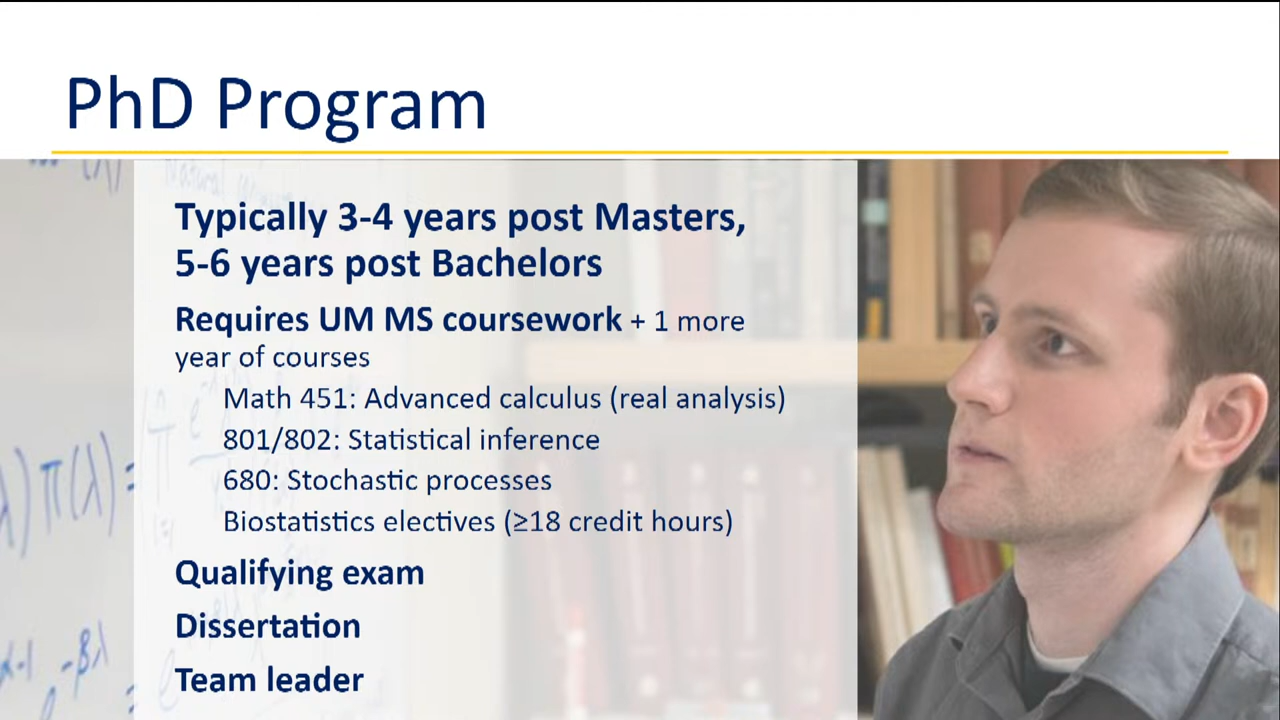 PhD Program
Typically 3-4 years post Masters,
5-6 years post Bachelors
Requires UM MS coursework + 1 more
year of courses
Math 451: Advanced calculus (real analysis)
801/802: Statistical inference
680: Stochastic processes
Biostatistics electives (≥18 credit hours)
Qualifying exam
Dissertation
Team leader
λ) π(λ) =
α-1 e -βλ =